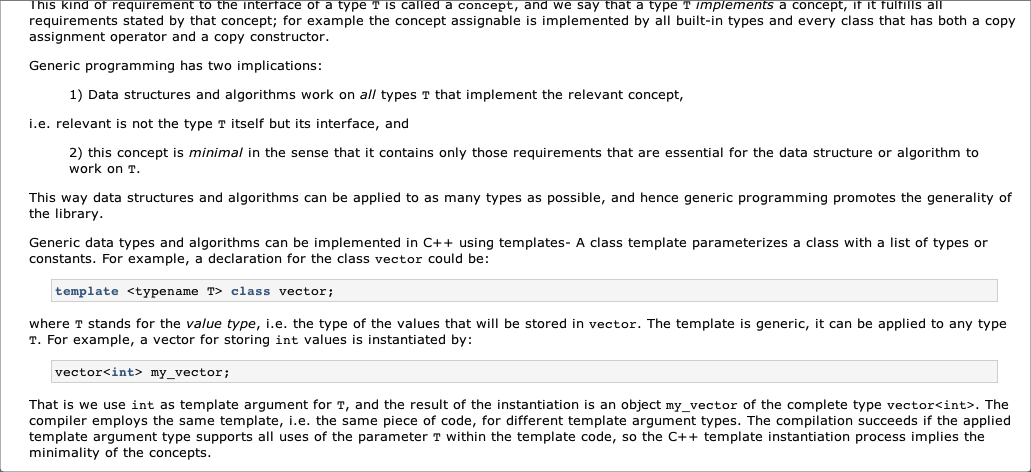 This kind of requirement to the interface of a type T is called a concept, and we say that a type T implements a concept, if it fulfills all
requirements stated by that concept; for example the concept assignable is implemented by all built-in types and every class that has both a copy
assignment operator and a copy constructor.
Generic programming has two implications:
1) Data structures and algorithms work on all types T that implement the relevant concept,
i.e. relevant is not the type T itself but its interface, and
2) this concept is minimal in the sense that it contains only those requirements that are essential for the data structure or algorithm to
work on T.
This way data structures and algorithms can be applied to as many types as possible, and hence generic programming promotes the generality of
the library.
Generic data types and algorithms can be implemented in C++ using templates- A class template parameterizes a class with a list of types or
constants. For example, a declaration for the class vector could be:
template <typename T> class vector;
where T stands for the value type, i.e. the type of the values that will be stored in vector. The template is generic, it can be applied to any type
T. For example, a vector for storing int values is instantiated by:
vector<int> my_vector;
That is we use int as template argument for T, and the result of the instantiation is an object my_vector of the complete type vector<int>. The
compiler employs the same template, i.e. the same piece of code, for different template argument types. The compilation succeeds if the applied
template argument type supports all uses of the parameter T within the template code, so the C++ template instantiation process implies the
minimality of the concepts.